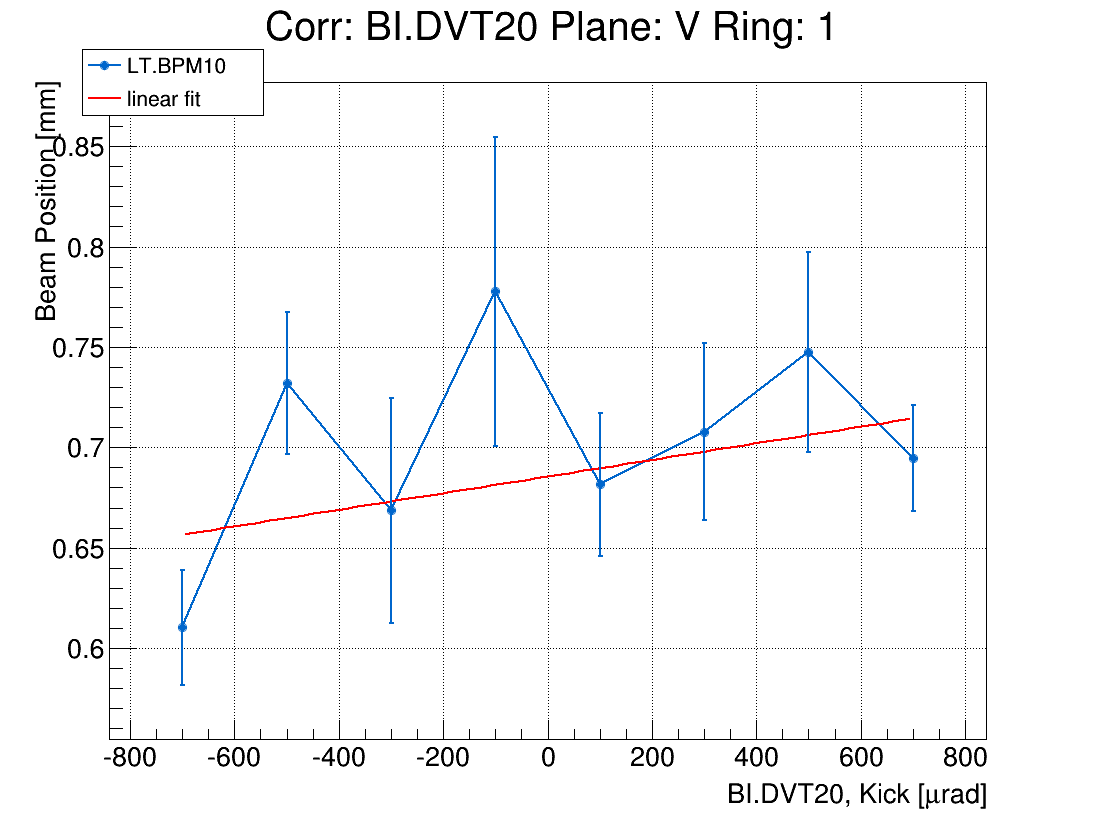 Corr: BI.DVT20 Plane: V Ring: 1
LT.BPM10
linear fit
Beam Position [mm]
0.85
0.8
0.75
0.7
0.65
0.6
-800 -600 -400 -200 0 200 400 600 800
BI.DVT20, Kick [μrad]